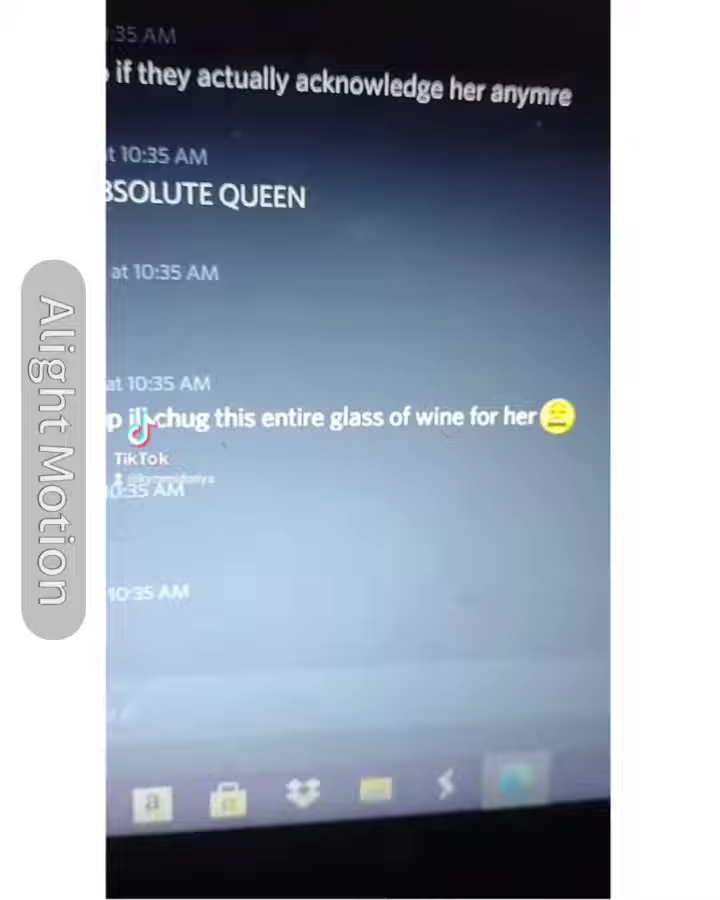 :35 AM
if they actually acknowledge her anymre
t 10:35 AM
BSOLUTE QUEEN
at 10:35 AM
at 10:35 AM
p ill chug this entire glass of wine for her
TikTok
10:35 AM
10:35 AM
a
Alight Motion